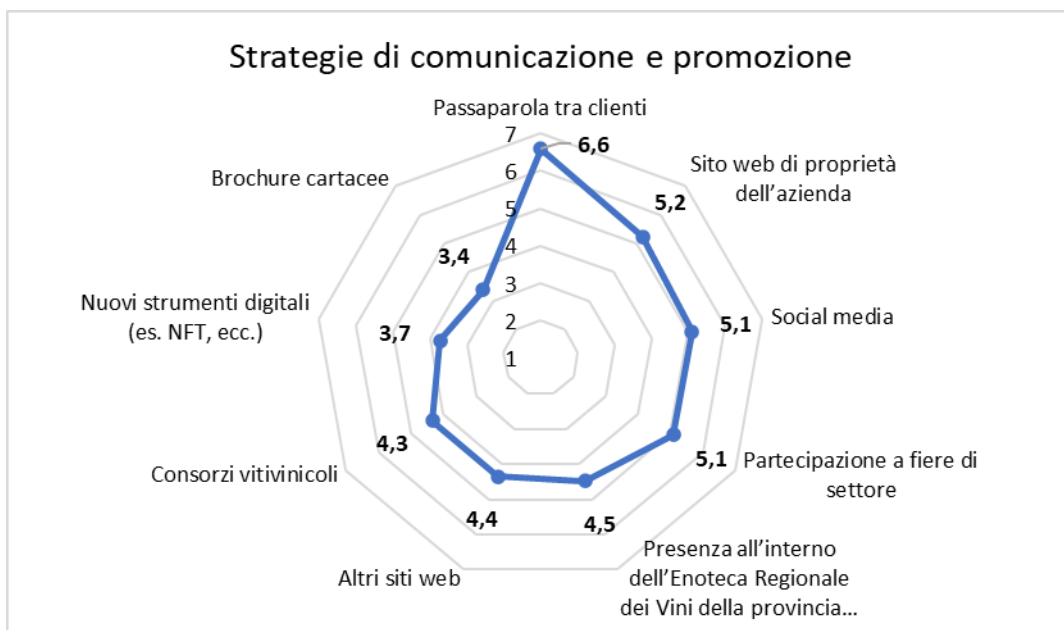 Strategie di comunicazione e promozione
Passaparola tra clienti
7
6,6
6
5
4
3
2
1
Sito web di proprietà
dell'azienda
5,2
Social media
5,1
Partecipazione a fiere di
settore
5,1
Presenza all'interno
dell'Enoteca Regionale
dei Vini della provincia...
4,5
Altri siti web
4,4
Consorzi vitivinicoli
4,3
Nuovi strumenti digitali
(es. NFT, ecc.)
3,7
Brochure cartacee
3,4